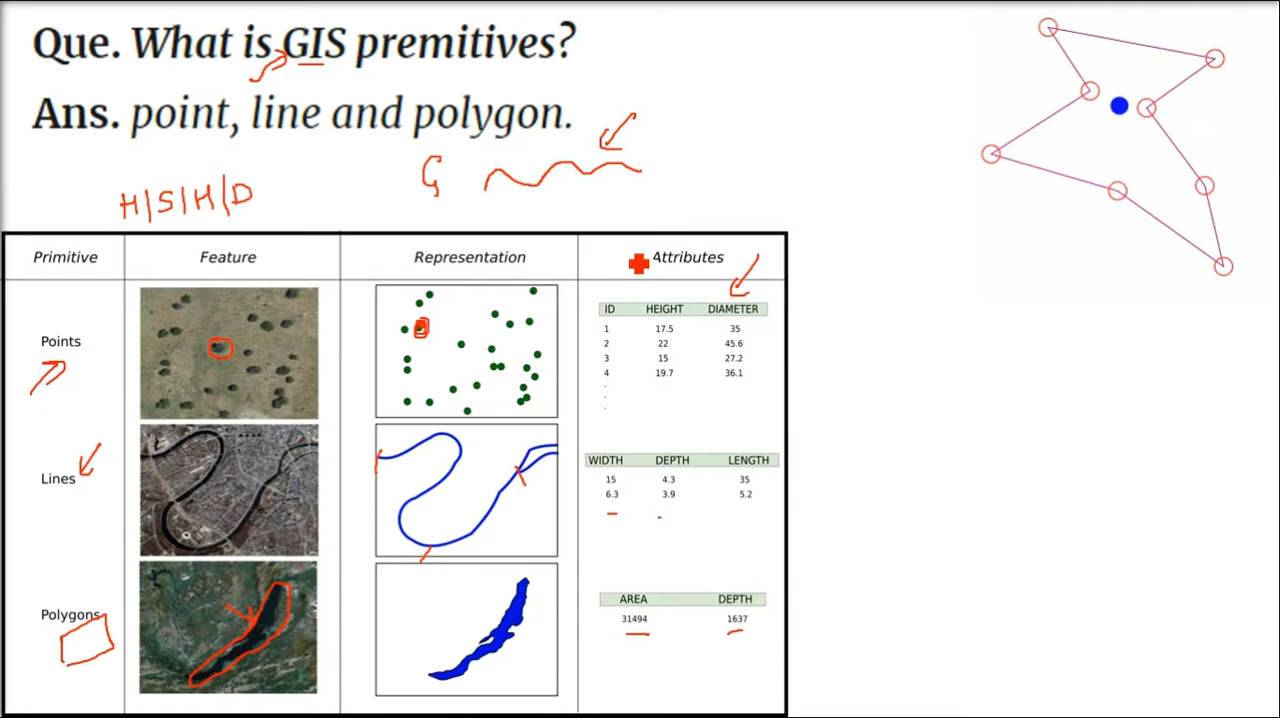 Que. What is GIS premitives?
Ans. point, line and polygon.
H|S|H|D
Primitive Feature Representation Attributes
Points
ID HEIGHT DIAMETER
1 17.5 35
2 22 45.6
3 15 27.2
4 19.7 36.1
.
.
.
Lines
WIDTH DEPTH LENGTH
15 4.3 35
6.3 3.9 5.2
Polygons
AREA DEPTH
31494 1637